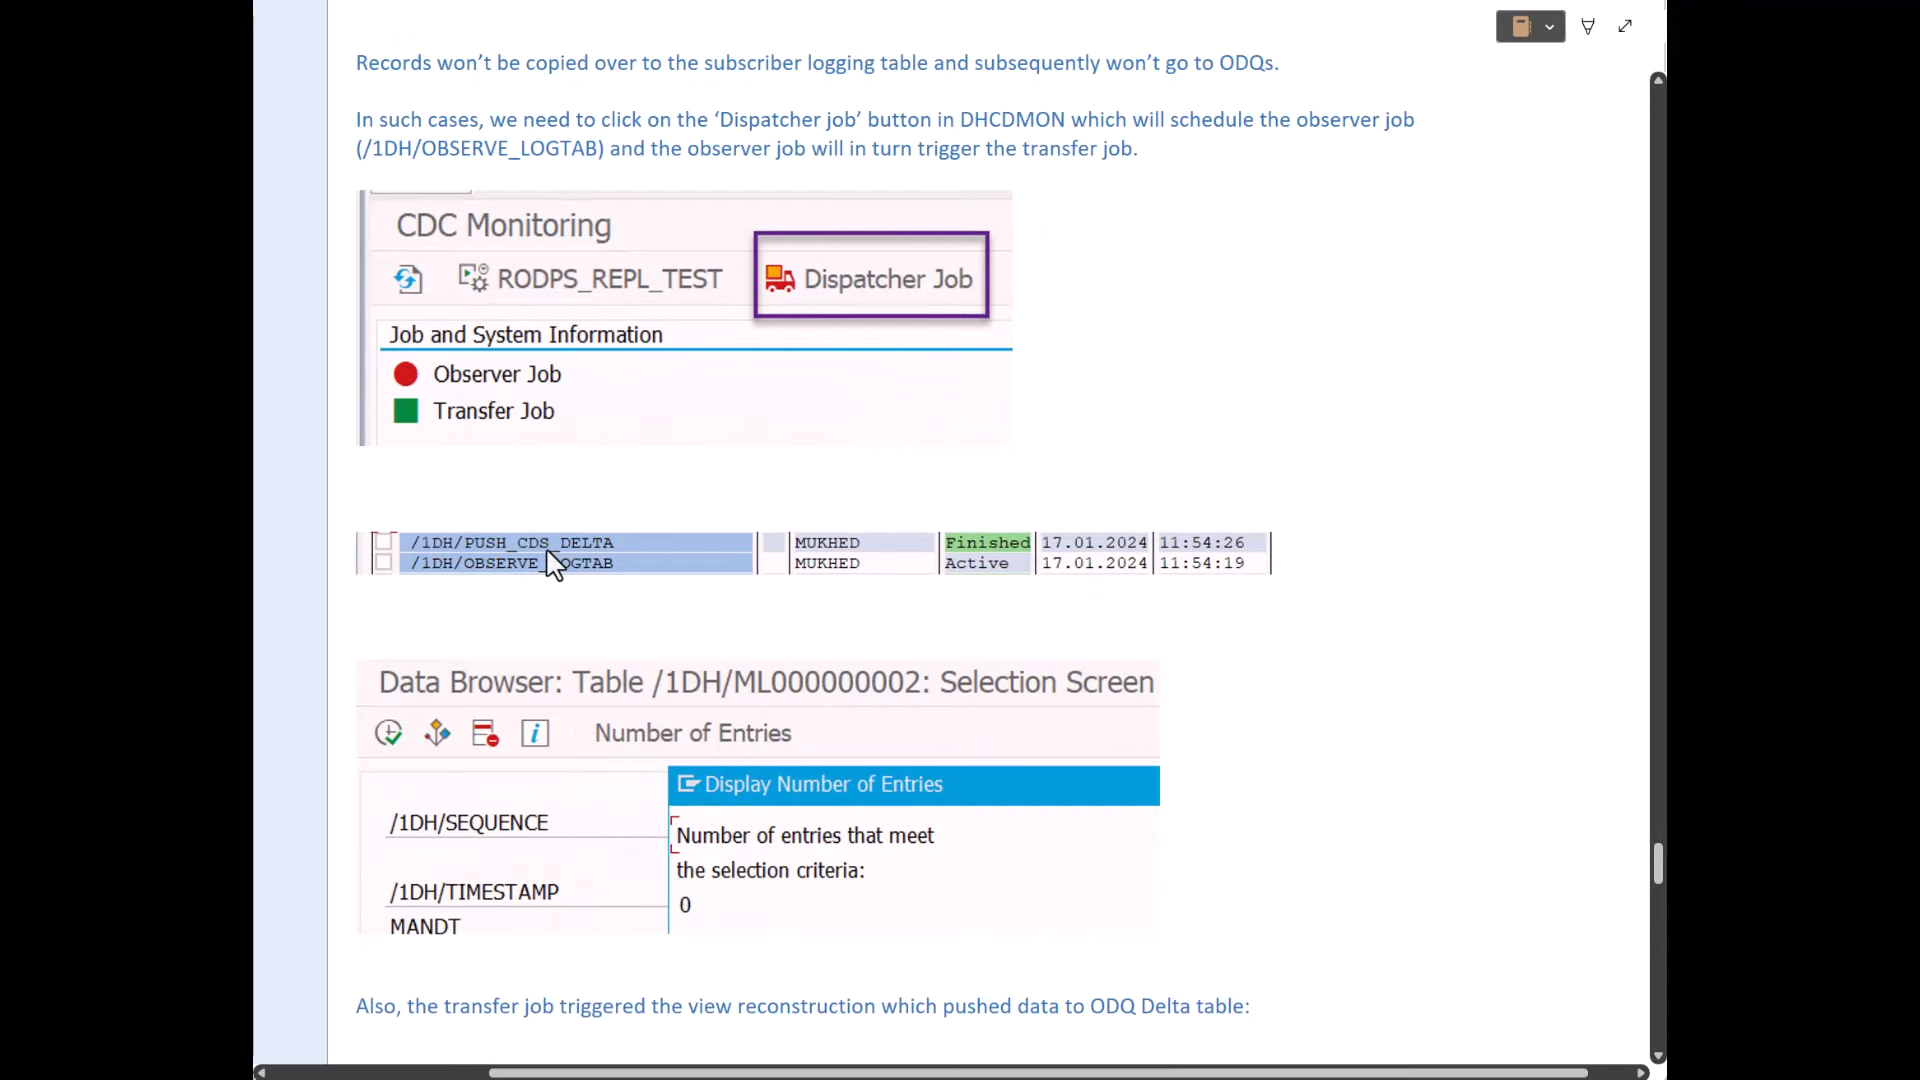 Records won’t be copied over to the subscriber logging table and subsequently won’t go to ODQs.
In such cases, we need to click on the ‘Dispatcher job’ button in DHCDMON which will schedule the observer job
(/1DH/OBSERVE_LOGTAB) and the observer job will in turn trigger the transfer job.
CDC Monitoring
RODPS_REPL_TEST Dispatcher Job
Job and System Information
Observer Job
Transfer Job
/1DH/PUSH_CDS_DELTA MUKHED Finished 17.01.2024 11:54:26
/1DH/OBSERVE_LOGTAB MUKHED Active 17.01.2024 11:54:19
Data Browser: Table /1DH/ML000000002: Selection Screen
Number of Entries
Display Number of Entries
/1DH/SEQUENCE
Number of entries that meet
the selection criteria:
0
/1DH/TIMESTAMP
MANDT
Also, the transfer job triggered the view reconstruction which pushed data to ODQ Delta table: